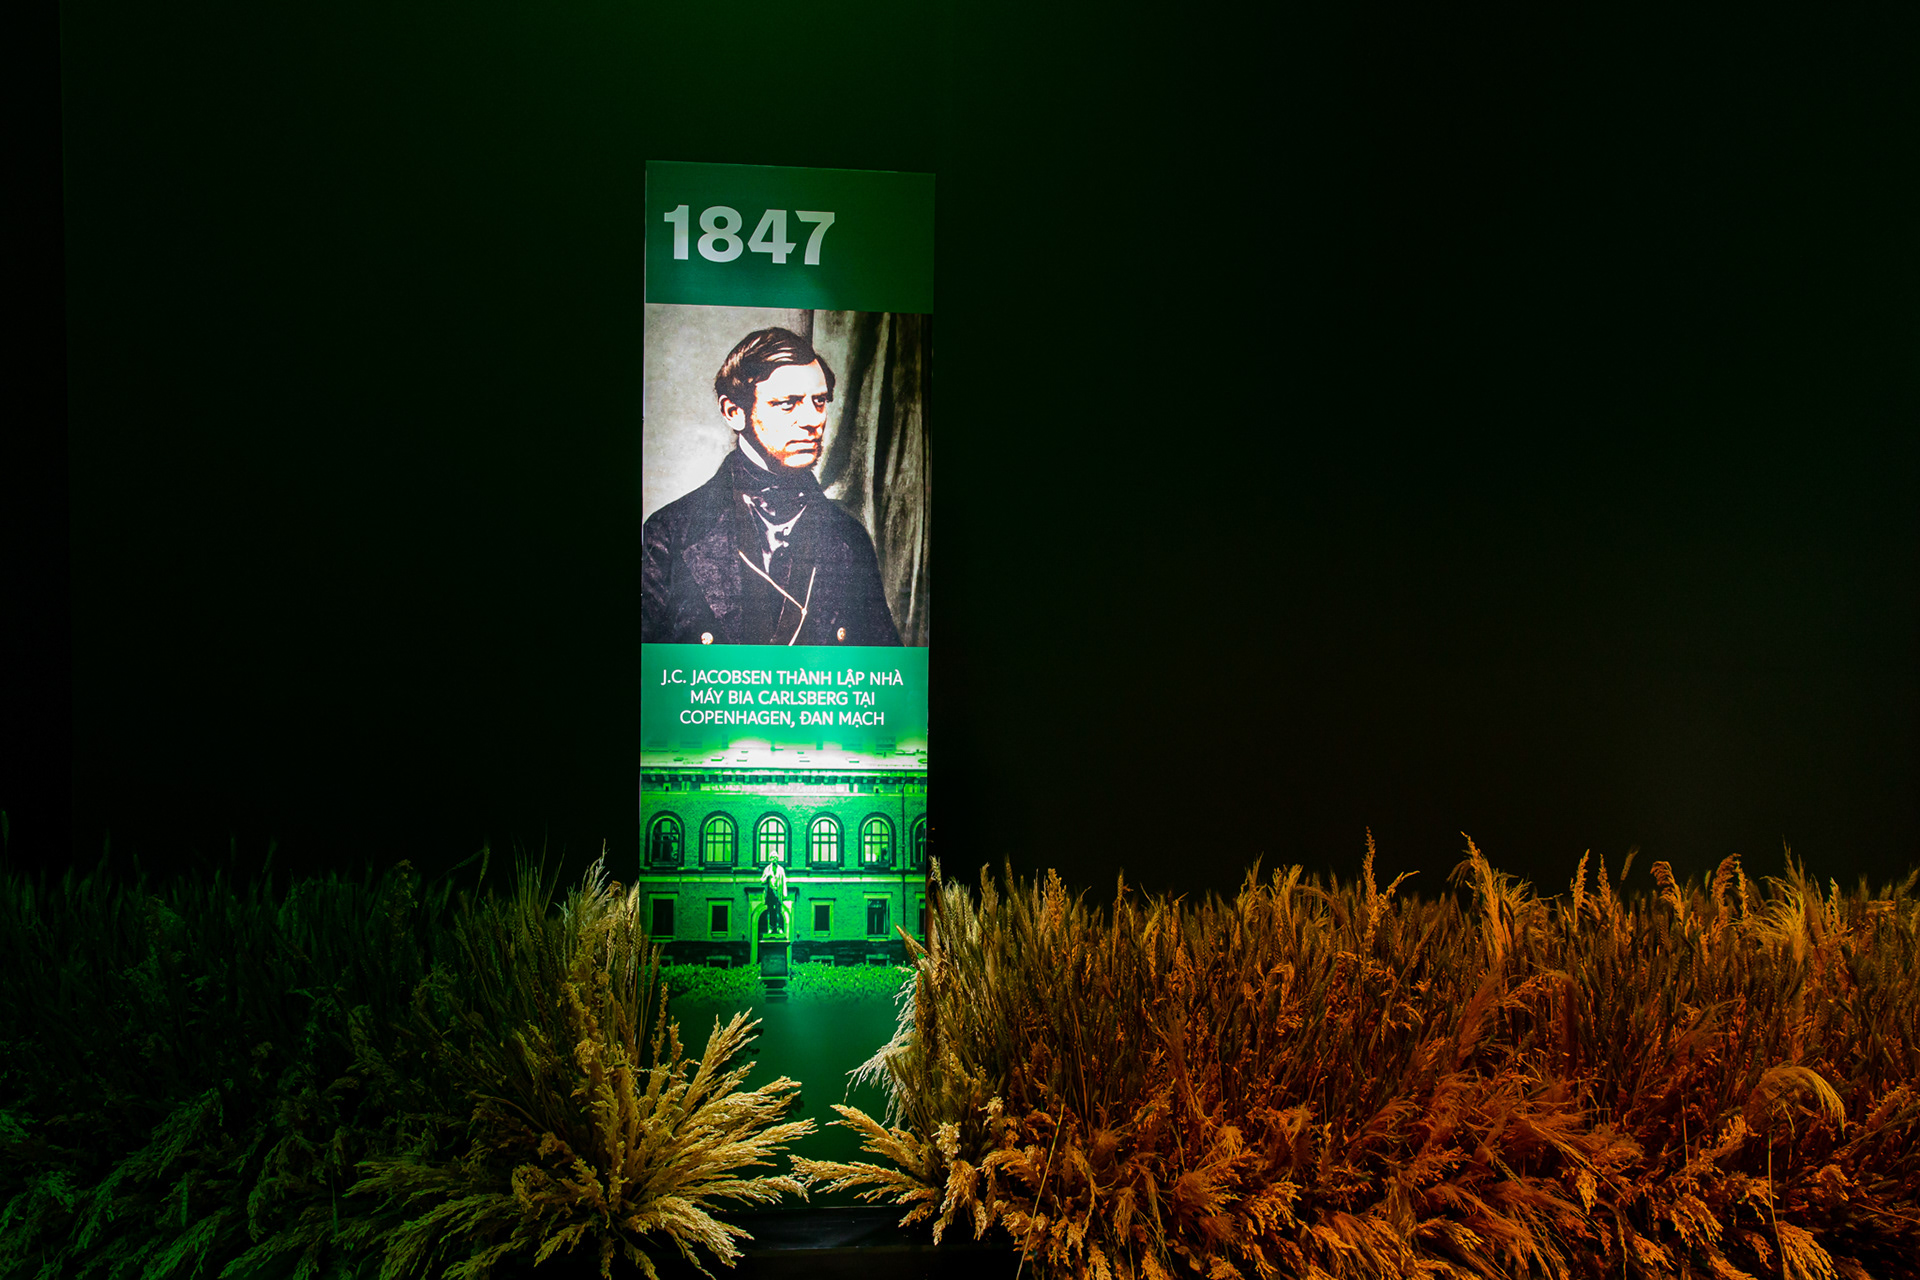 1847
J.C. JACOBSEN THÀNH LẬP NHÀ
MÁY BIA CARLSBERG TẠI
COPENHAGEN, ĐAN MẠCH